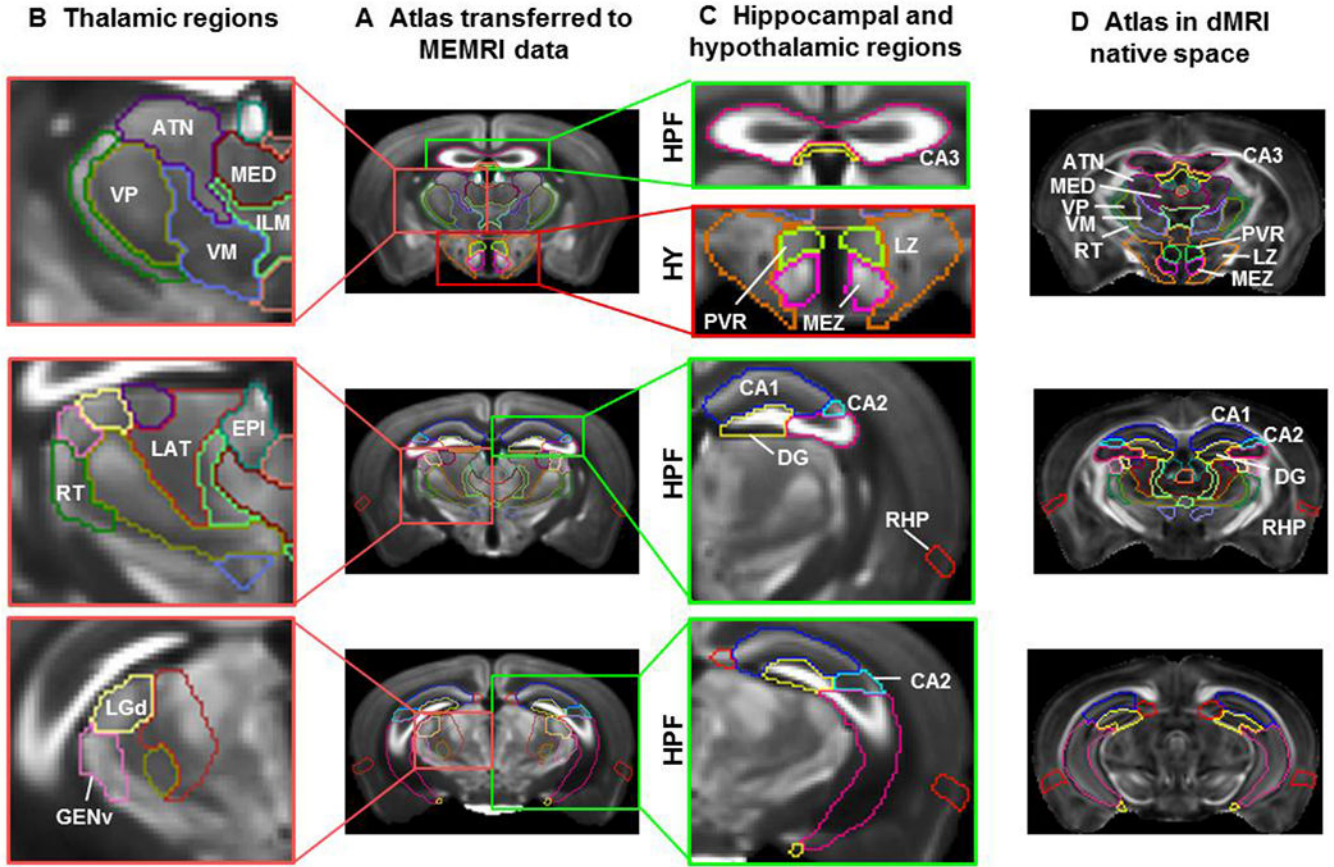 B Thalamic regions
A Atlas transferred to
MEMRI data
C Hippocampal and
hypothalamic regions
D Atlas in dMRI
native space
ATN
VP
MED
ILM
VM
HPF
CA3
HY
LZ
PVR
MEZ
ATN
CA3
MED
VP
VM
RT
PVR
LZ
MEZ
LAT
EPI
RT
HPF
CA1
CA2
DG
RHP
CA1
CA2
DG
RHP
LGd
GENv
HPF
CA2